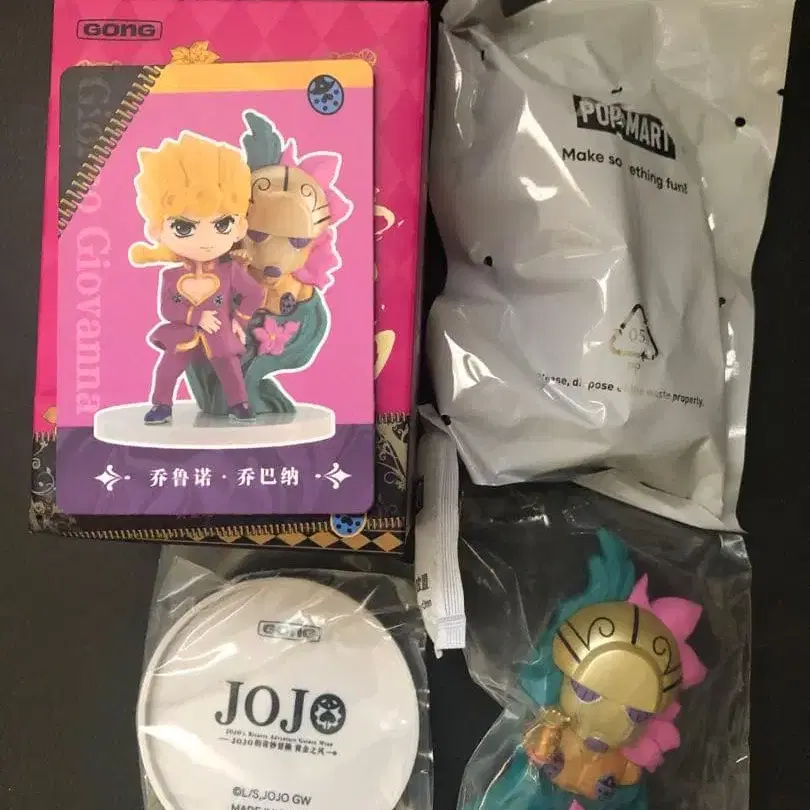 GONG
Giorno Giovanna
乔鲁诺·乔巴纳
POP MART
Make something fun!
05
Please, dispose of the waste properly.
GONG
JOJO
JOJO's Bizarre Adventure Golden Wind
JOJO的奇妙冒险 黄金之风
©L/S,JOJO GW
MADE IN